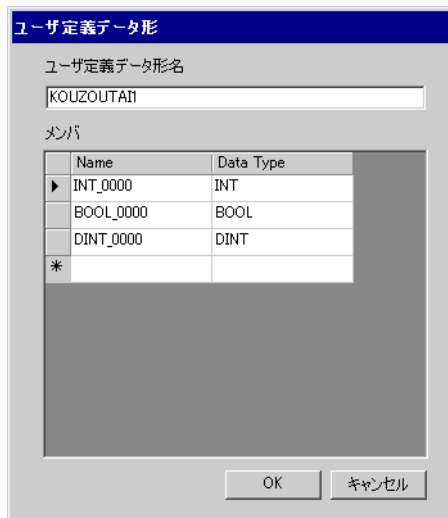 ユーザ定義データ形
ユーザ定義データ形名
KOUZOUTAI1
メンバ
Name Data Type
INT_0000 INT
BOOL_0000 BOOL
DINT_0000 DINT
OK キャンセル